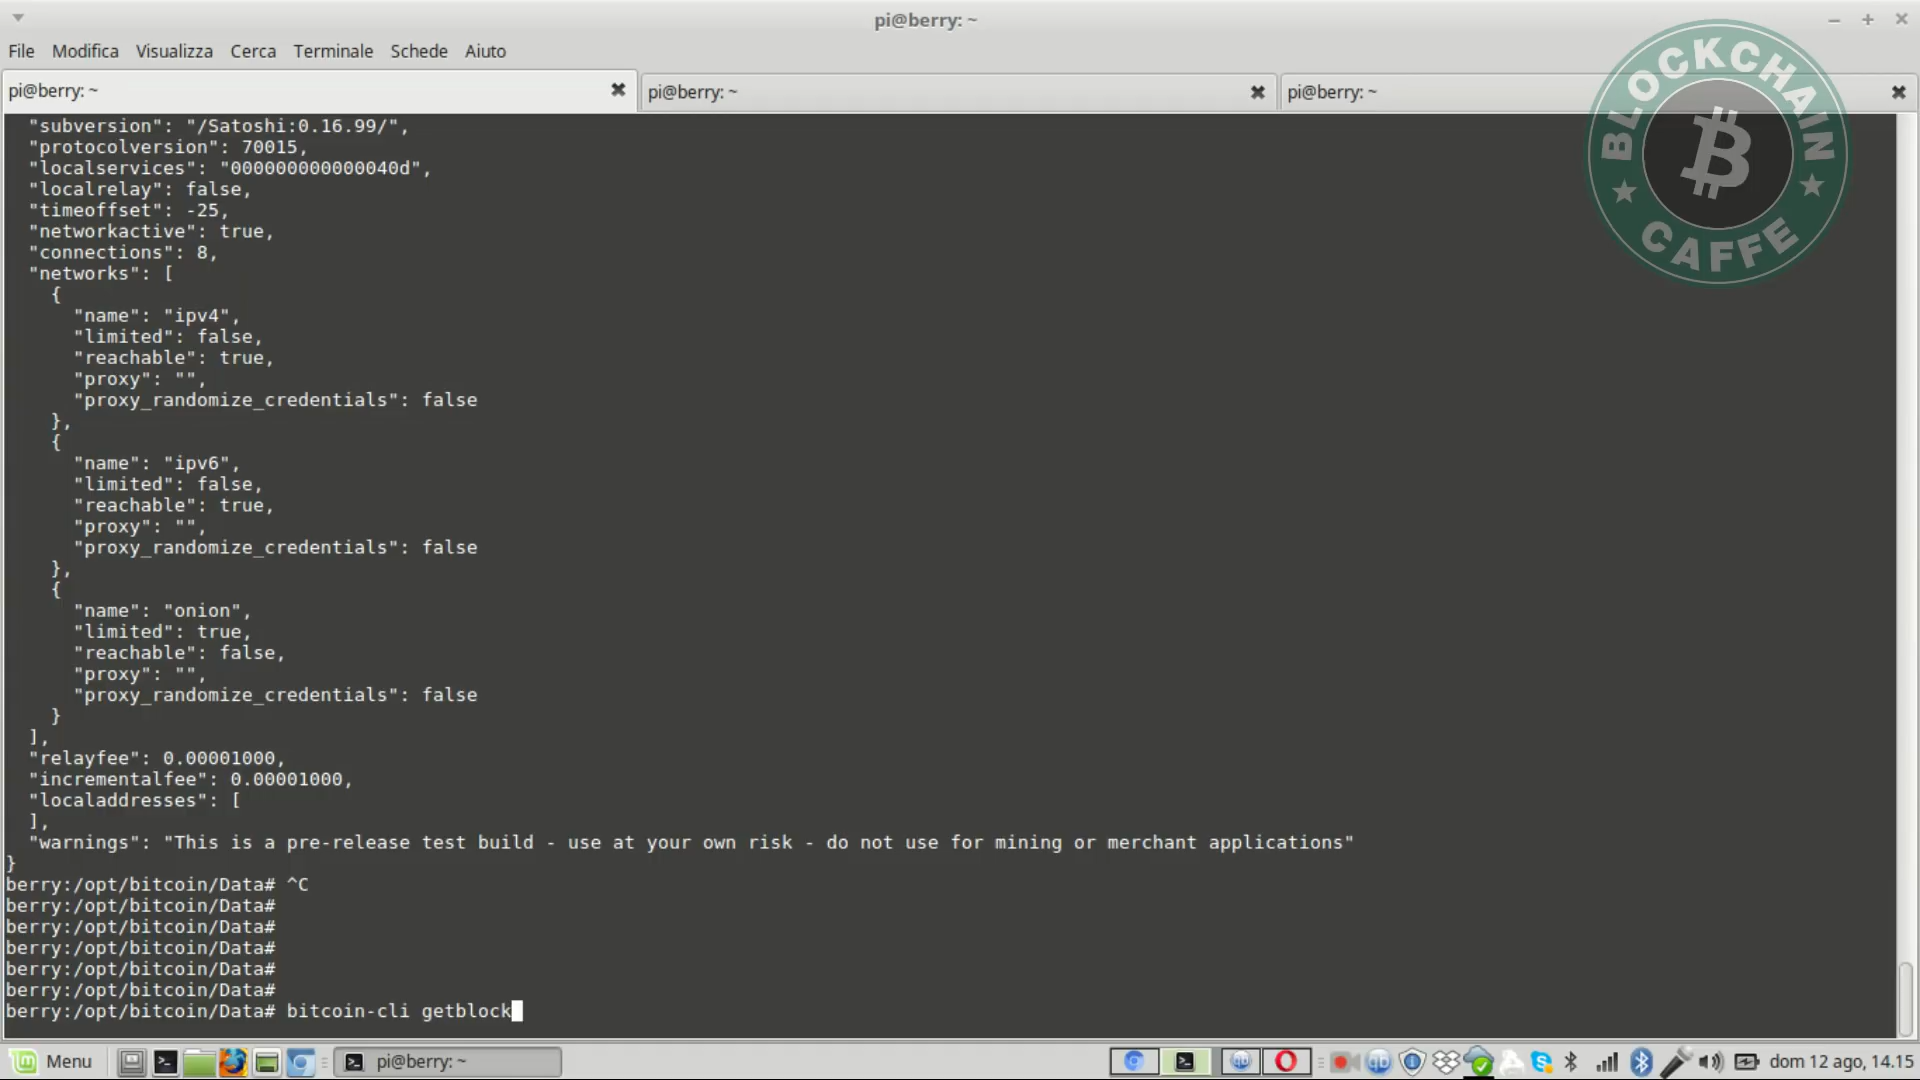 pi@berry: ~
File Modifica Visualizza Cerca Terminale Schede Aiuto
pi@berry: ~ pi@berry: ~ pi@berry: ~
BLOCKCHAIN
CAFFE
"subversion": "/Satoshi:0.16.99/",
"protocolversion": 70015,
"localservices": "000000000000040d",
"localrelay": false,
"timeoffset": -25,
"networkactive": true,
"connections": 8,
"networks": [
{
"name": "ipv4",
"limited": false,
"reachable": true,
"proxy": "",
"proxy_randomize_credentials": false
},
{
"name": "ipv6",
"limited": false,
"reachable": true,
"proxy": "",
"proxy_randomize_credentials": false
},
{
"name": "onion",
"limited": true,
"reachable": false,
"proxy": "",
"proxy_randomize_credentials": false
}
],
"relayfee": 0.00001000,
"incrementalfee": 0.00001000,
"localaddresses": [
],
"warnings": "This is a pre-release test build - use at your own risk - do not use for mining or merchant applications"
}
berry:/opt/bitcoin/Data# ^C
berry:/opt/bitcoin/Data#
berry:/opt/bitcoin/Data#
berry:/opt/bitcoin/Data#
berry:/opt/bitcoin/Data#
berry:/opt/bitcoin/Data#
berry:/opt/bitcoin/Data# bitcoin-cli getblock
Menu pi@berry: ~ dom 12 ago, 14.15